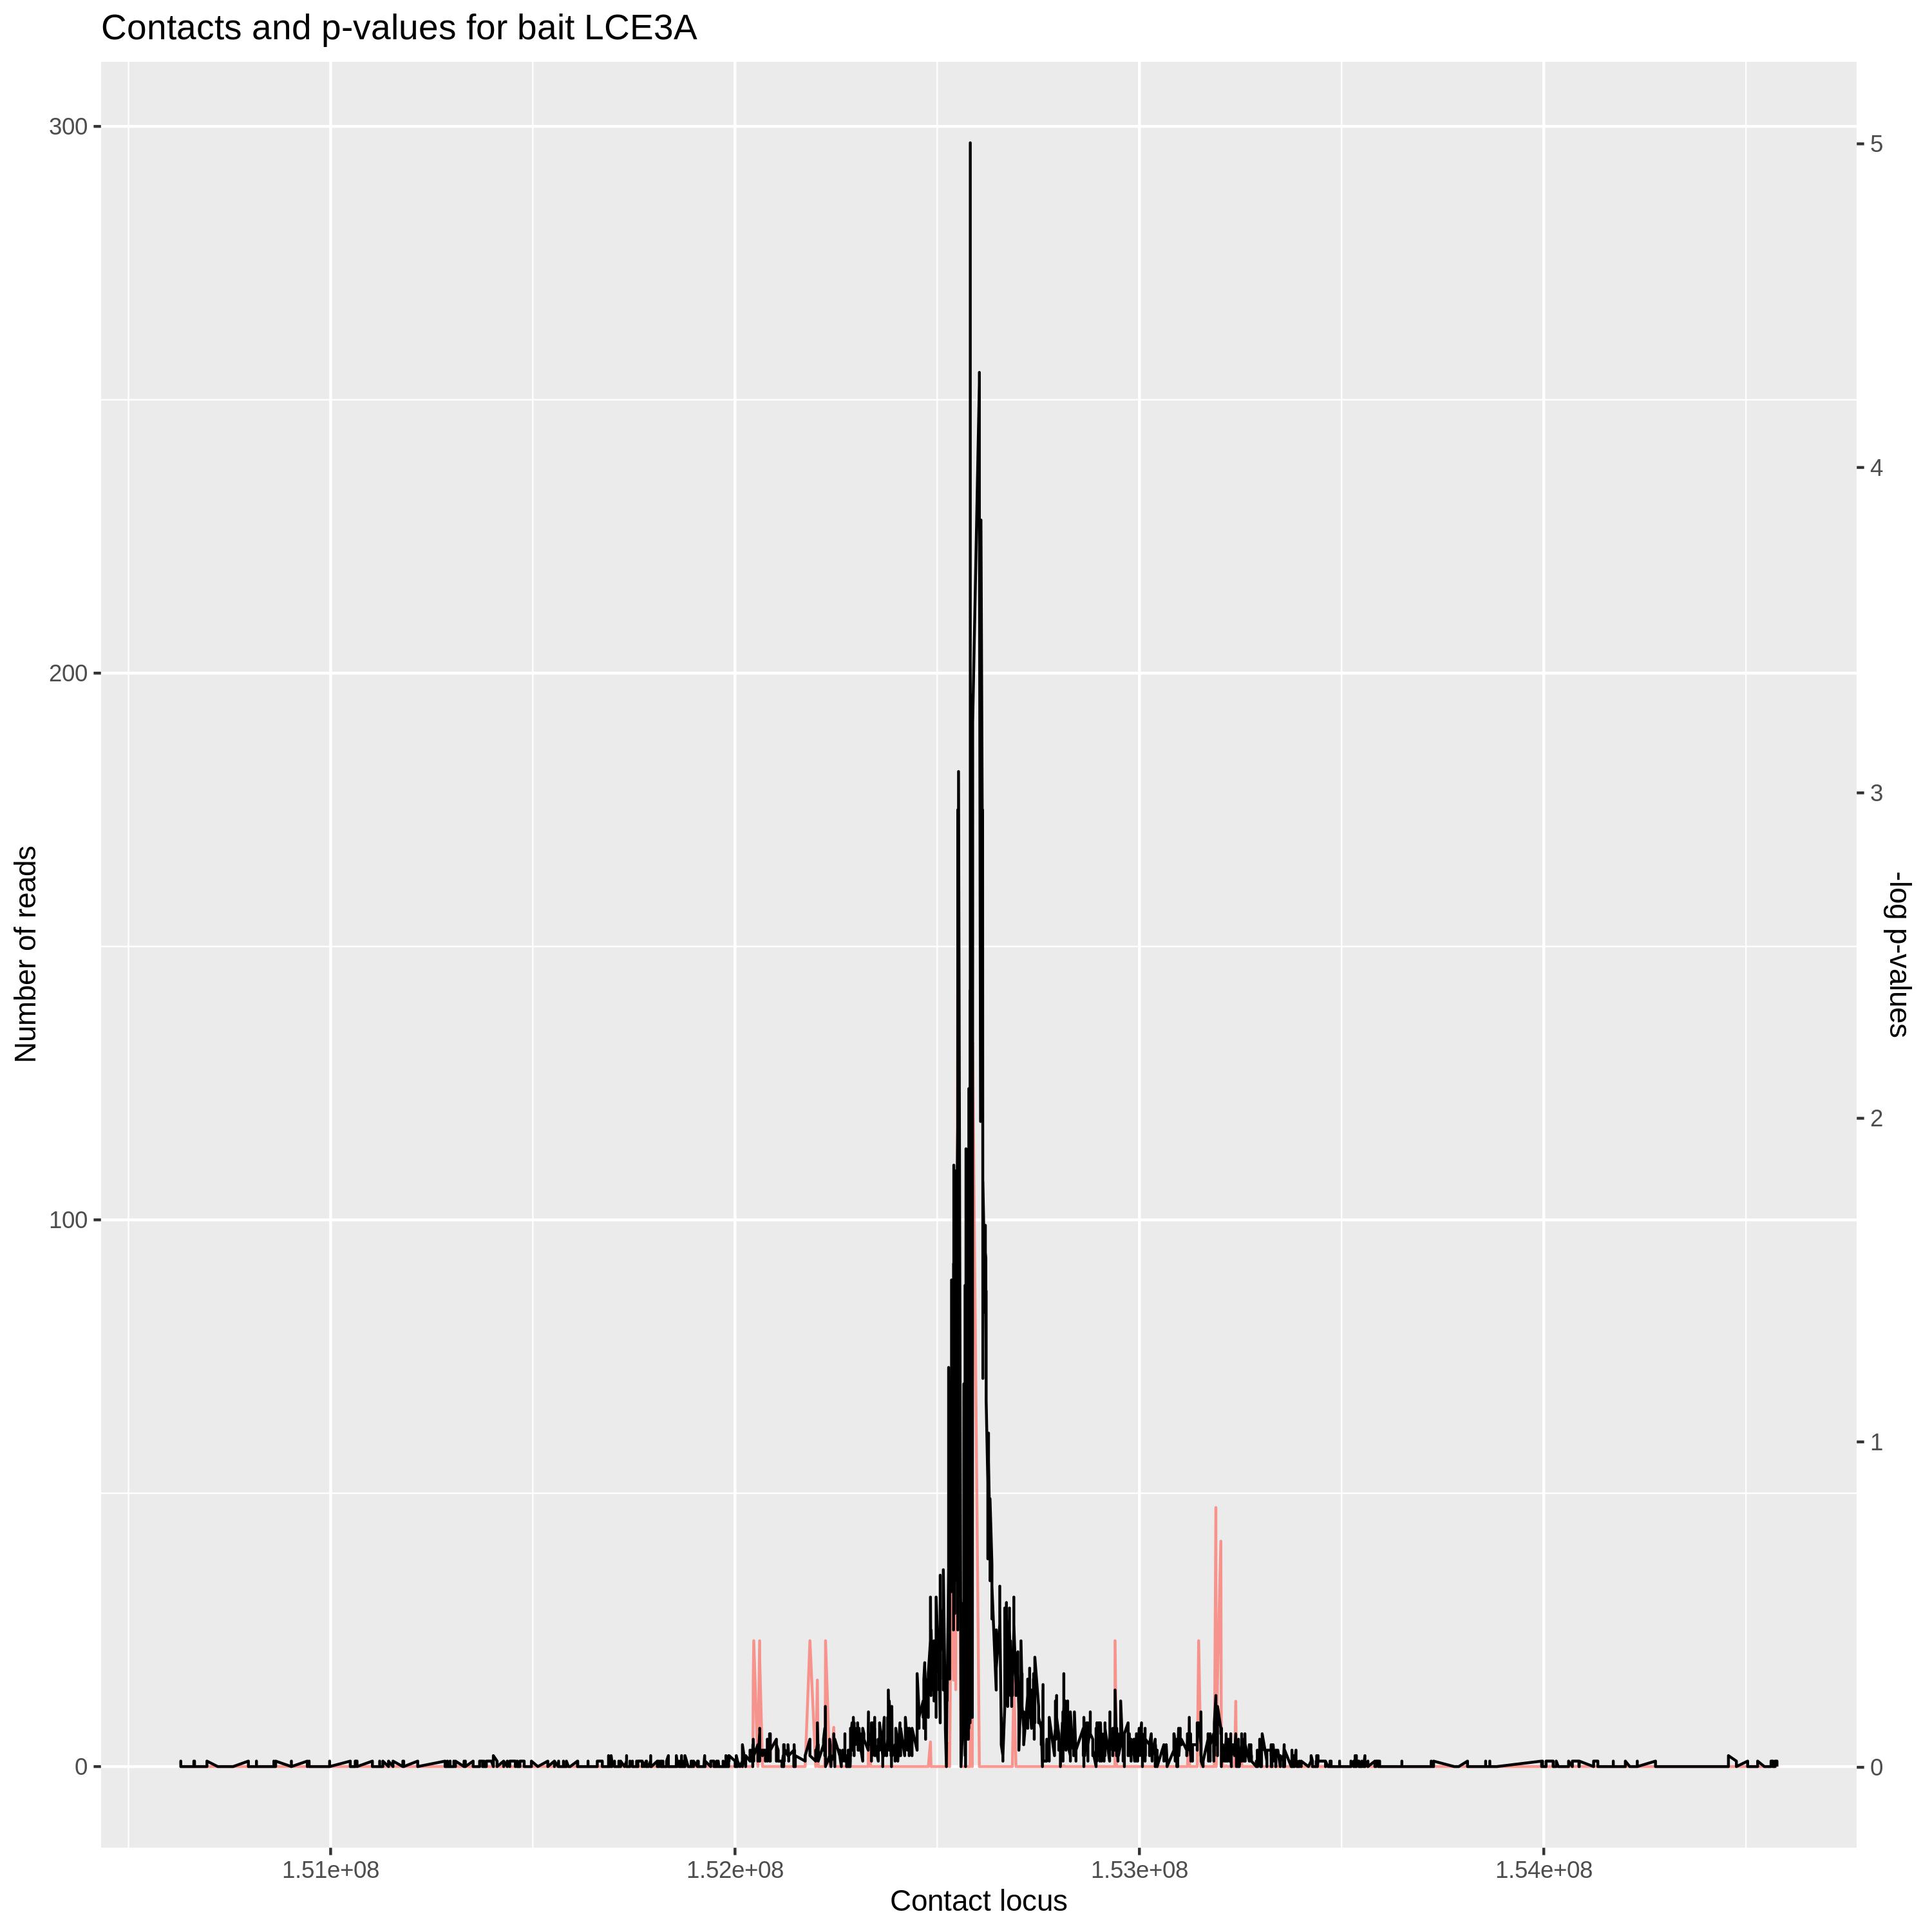 Contacts and p-values for bait LCE3A
300
200
100
0
Number of reads
5
4
3
2
1
0
-log p-values
1.51e+08 1.52e+08 1.53e+08 1.54e+08
Contact locus